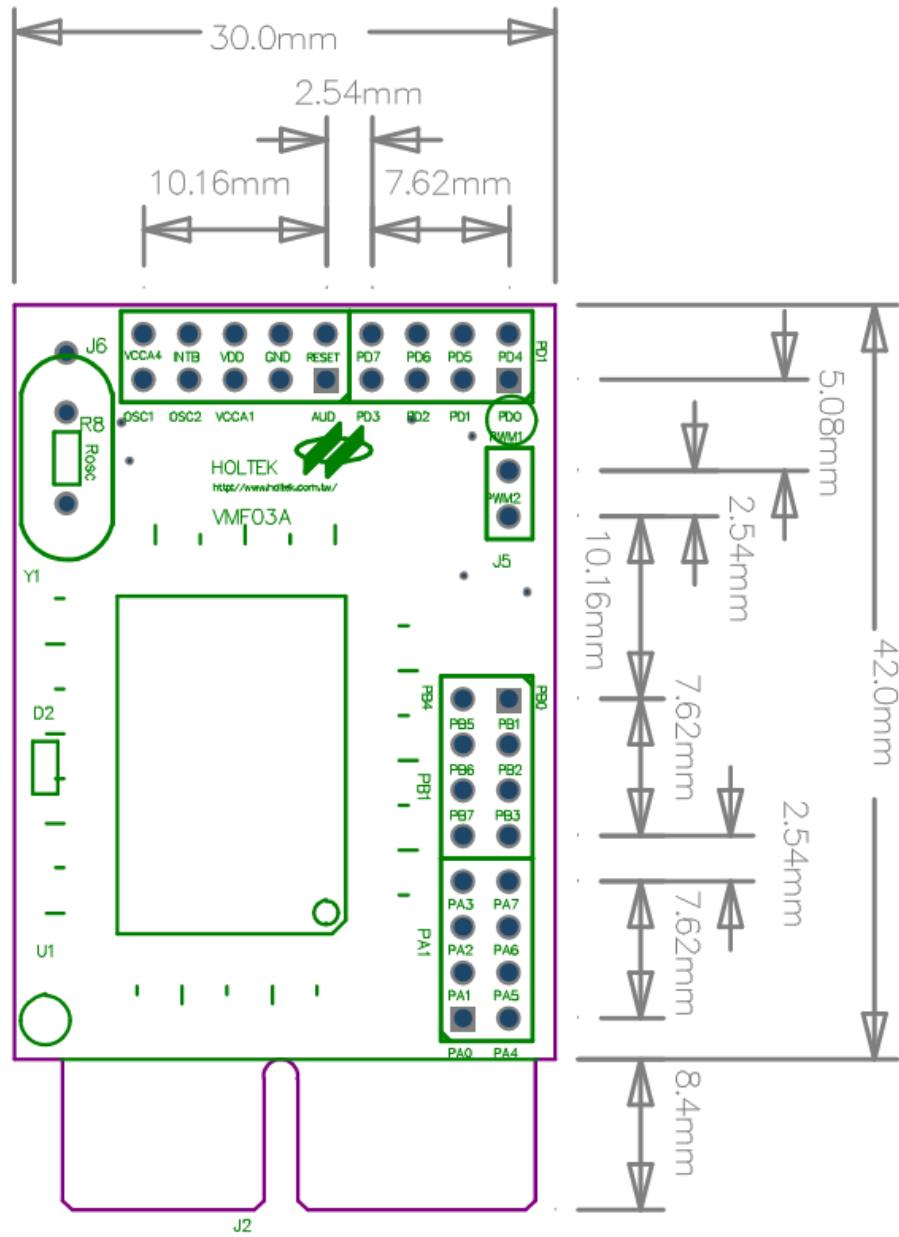 30.0mm
2.54mm
10.16mm 7.62mm
J6 VCCA4 INTB VDD GND RESET PD7 PD6 PD5 PD4 PD1
OSC1 OSC2 VCCA1 AUD PD3 PD2 PD1 PD0
5.08mm
R8
Rosc
PWM1
HOLTEK
http://www.holtek.com.tw/
PWM2
VMF03A
2.54mm
J5
10.16mm
Y1
42.0mm
PB4 PB0
PB5 PB1
7.62mm
D2
PB6 PB2
PB1
PB7 PB3
2.54mm
PA3 PA7
PA1
PA2 PA6
7.62mm
U1
PA1 PA5
PA0 PA4
8.4mm
J2